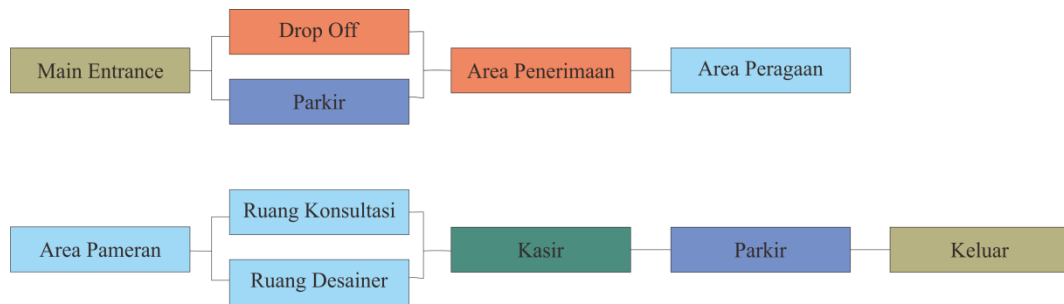 Drop Off
Main Entrance
Area Penerimaan
Area Peragaan
Parkir
Ruang Konsultasi
Area Pameran
Kasir
Parkir
Keluar
Ruang Desainer